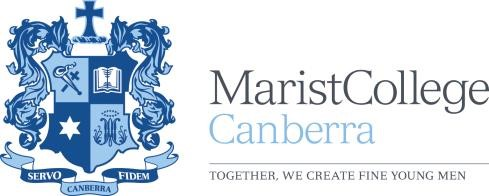 MaristCollege
Canberra
TOGETHER, WE CREATE FINE YOUNG MEN
SERVO FIDEM
CANBERRA